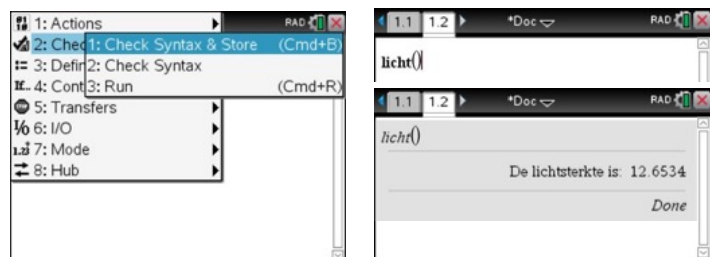 1: Actions
RAD
2: Chec 1: Check Syntax & Store (Cmd+B)
3: Defin 2: Check Syntax
4: Cont 3: Run (Cmd+R)
5: Transfers
6: I/O
7: Mode
8: Hub
1.1 1.2 *Doc RAD
licht()
1.1 1.2 *Doc RAD
licht()
De lichtsterkte is: 12.6534
Done